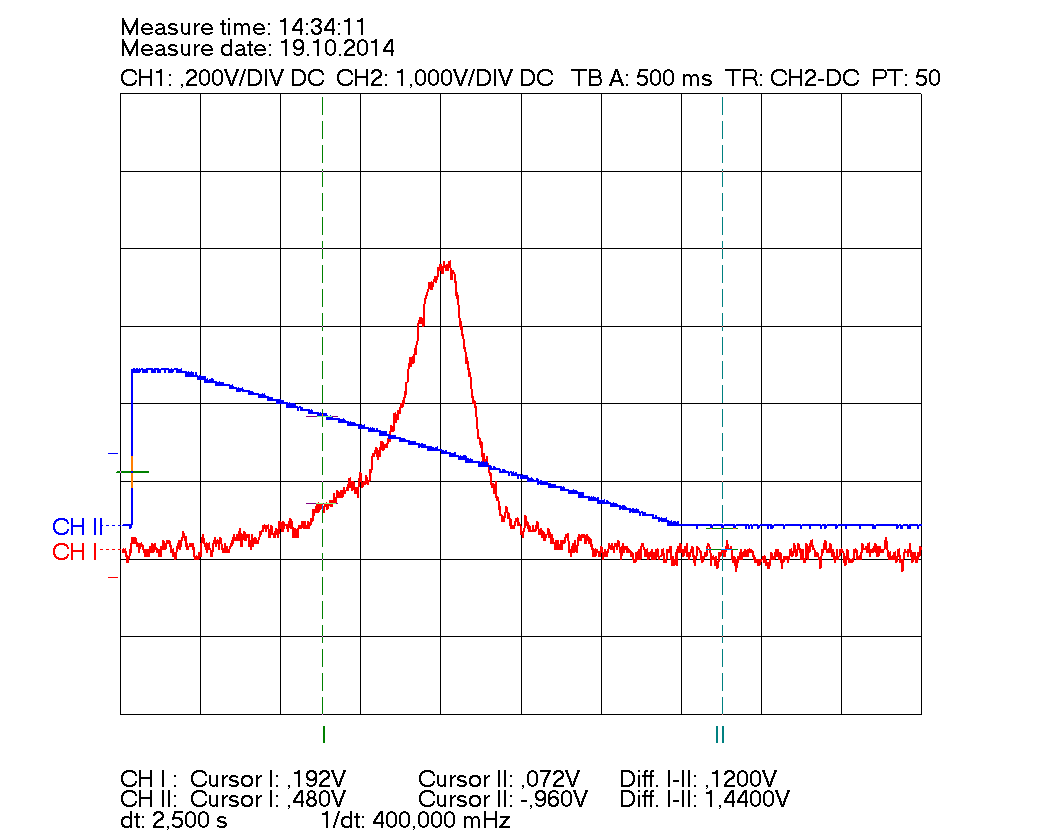 Measure time: 14:34:11
Measure date: 19.10.2014
CH1: ,200V/DIV DC CH2: 1,000V/DIV DC TB A: 500 ms TR: CH2-DC PT: 50
CH II
CH I
I II
CH I : Cursor I: ,192V Cursor II: ,072V Diff. I-II: ,1200V
CH II: Cursor I: ,480V Cursor II: -,960V Diff. I-II: 1,4400V
dt: 2,500 s 1/dt: 400,000 mHz